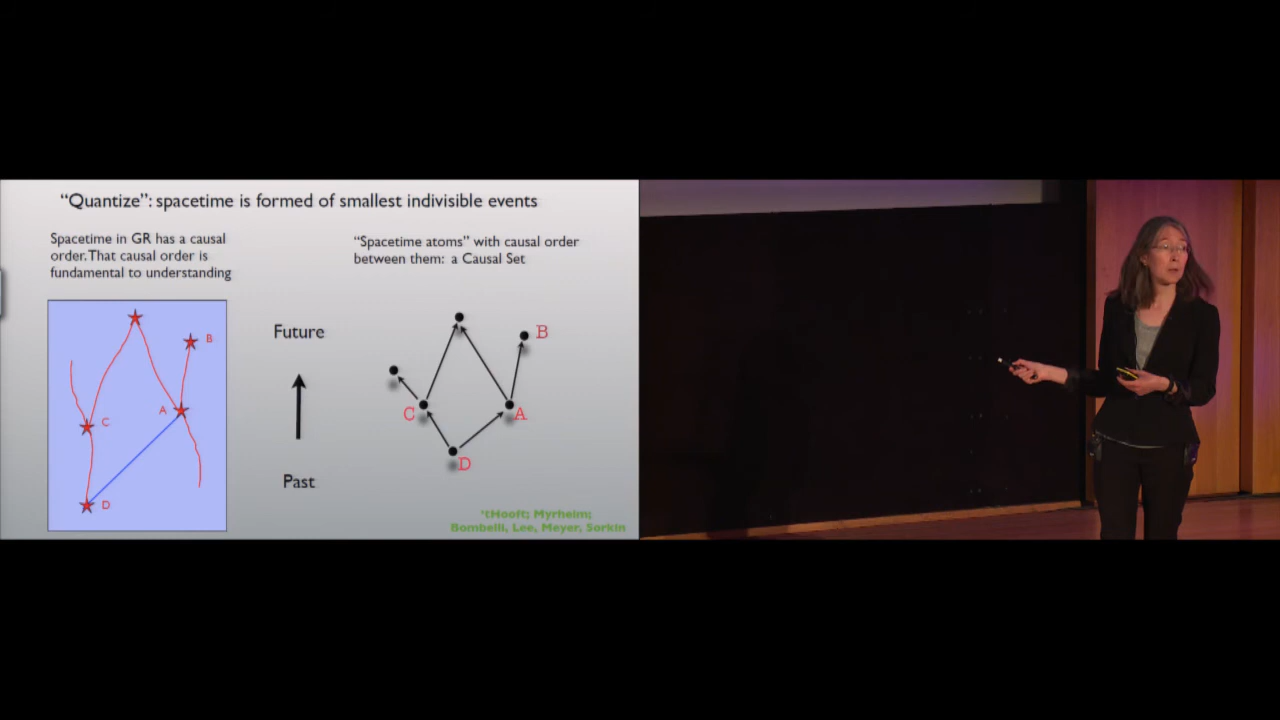 “Quantize”: spacetime is formed of smallest indivisible events
Spacetime in GR has a causal
order. That causal order is
fundamental to understanding
“Spacetime atoms” with causal order
between them: a Causal Set
B
A
C
D
Future
Past
B
C
A
D
‘tHooft; Myrheim;
Bombelli, Lee, Meyer, Sorkin